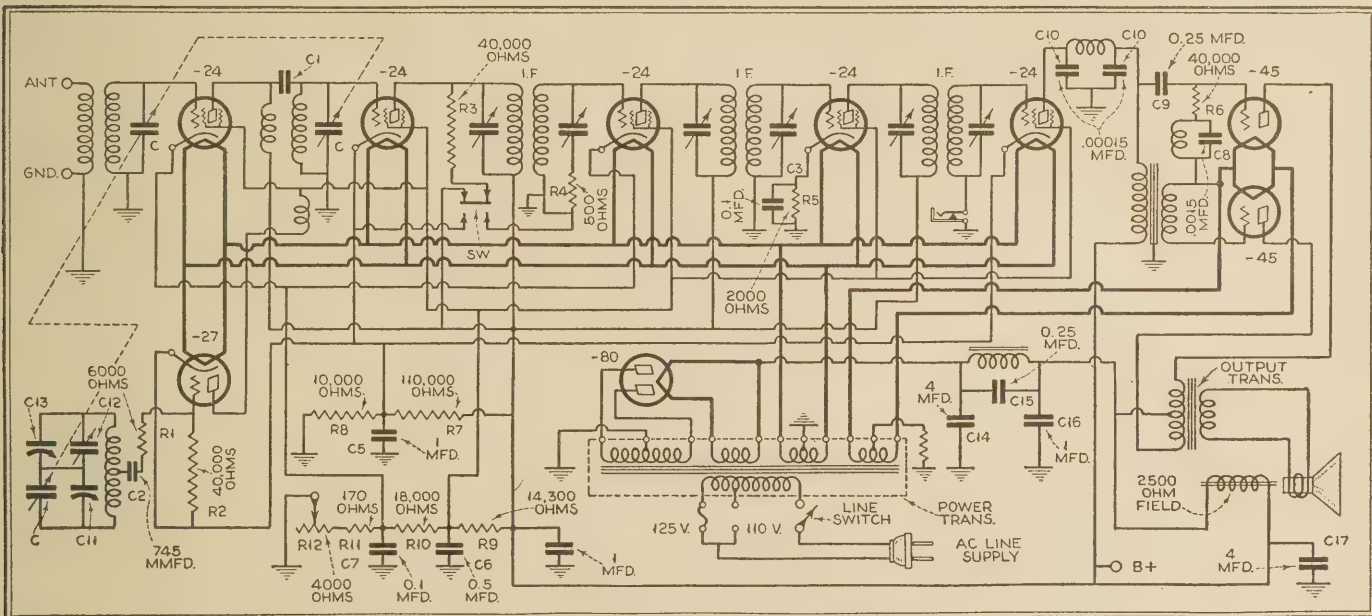 ANT
GND.
-24
C
C1
C
-24
40,000
OHMS
R3
I.F.
R4
500
OHMS
SW
-24
I.F.
C3
0.1
MFD.
R5
2000
OHMS
-24
I.F.
-24
C10
C10
.00015
MFD.
0.25 MFD.
C9
40,000
OHMS
R6
C8
.0015
MFD.
-45
-45
-27
6000
OHMS
C13
C12
R1
C2
40,000
OHMS
R2
C
C11
745
MMFD.
10,000
OHMS
R8
110,000
OHMS
R7
C5
1
MFD.
170
OHMS
18,000
OHMS
14,300
OHMS
R12
R11
R10
R9
C7
C6
4000
OHMS
0.1
MFD.
0.5
MFD.
1
MFD.
-80
4
MFD.
C14
0.25
MFD.
C15
C16
1
MFD.
125 V.
110 V.
LINE
SWITCH
AC LINE
SUPPLY
POWER
TRANS.
OUTPUT
TRANS.
2500
OHM
FIELD
B+
4
MFD.
C17